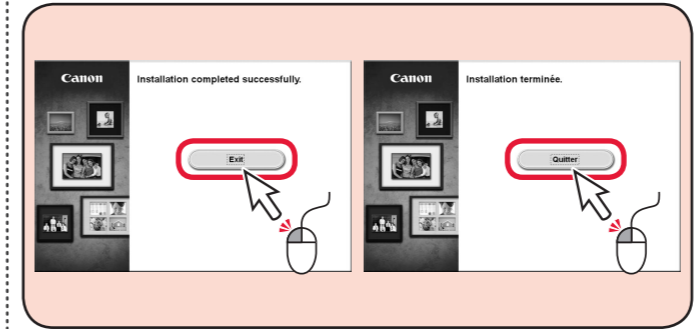 Canon
Installation completed successfully.
Exit
Canon
Installation terminée.
Quitter